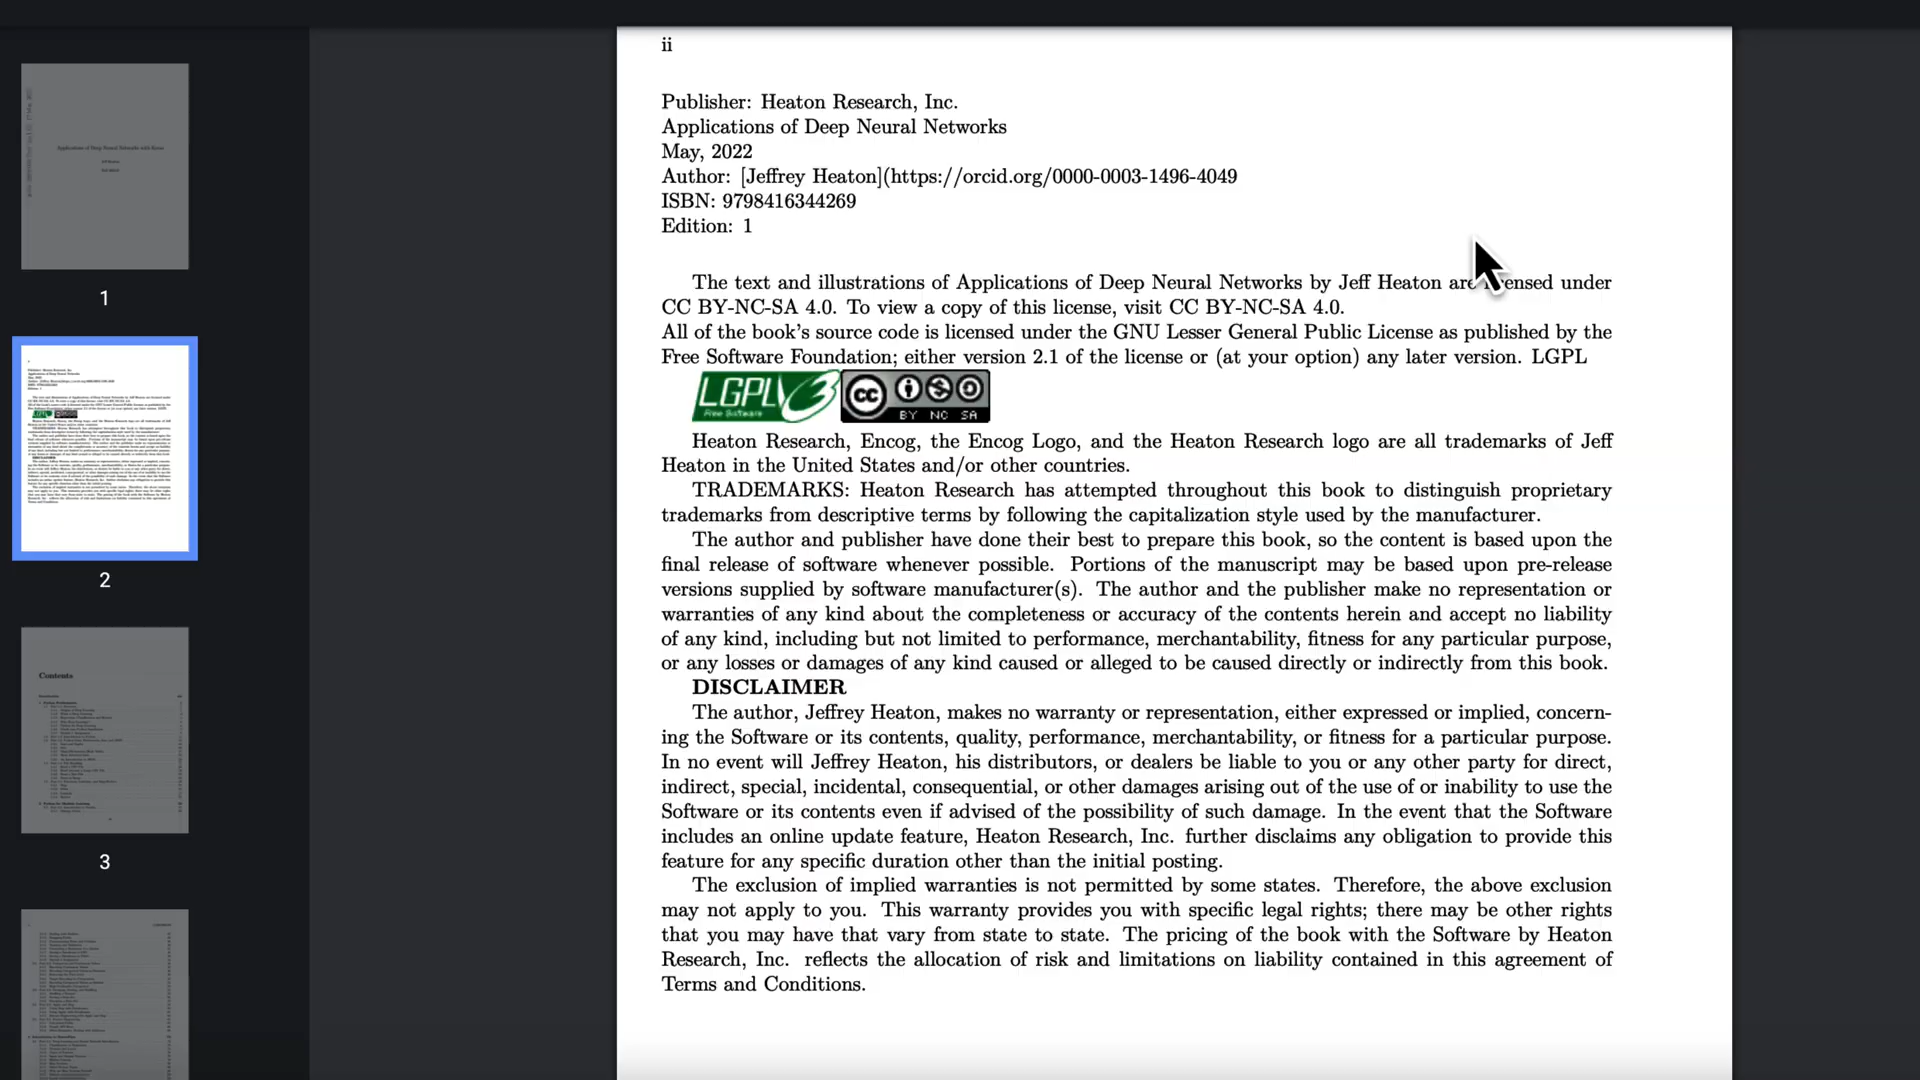 ii
Publisher: Heaton Research, Inc.
Applications of Deep Neural Networks
May, 2022
Author: [Jeffrey Heaton](https://orcid.org/0000-0003-1496-4049
ISBN: 9798416344269
Edition: 1
The text and illustrations of Applications of Deep Neural Networks by Jeff Heaton are under
CC BY-NC-SA 4.0. To view a copy of this license, visit CC BY-NC-SA 4.0.
All of the book's source code is licensed under the GNU Lesser General Public License as published by the
Free Software Foundation; either version 2.1 of the license or (at your option) any later version. LGPL
LGPLV3 Free Software cc BY NC SA
Heaton Research, Encog, the Encog Logo, and the Heaton Research logo are all trademarks of Jeff
Heaton in the United States and/or other countries.
TRADEMARKS: Heaton Research has attempted throughout this book to distinguish proprietary
trademarks from descriptive terms by following the capitalization style used by the manufacturer.
The author and publisher have done their best to prepare this book, so the content is based upon the
final release of software whenever possible. Portions of the manuscript may be based upon pre-release
versions supplied by software manufacturer(s). The author and the publisher make no representation or
warranties of any kind about the completeness or accuracy of the contents herein and accept no liability
of any kind, including but not limited to performance, merchantability, fitness for any particular purpose,
or any losses or damages of any kind caused or alleged to be caused directly or indirectly from this book.
DISCLAIMER
The author, Jeffrey Heaton, makes no warranty or representation, either expressed or implied, concern-
ing the Software or its contents, quality, performance, merchantability, or fitness for a particular purpose.
In no event will Jeffrey Heaton, his distributors, or dealers be liable to you or any other party for direct,
indirect, special, incidental, consequential, or other damages arising out of the use of or inability to use the
Software or its contents even if advised of the possibility of such damage. In the event that the Software
includes an online update feature, Heaton Research, Inc. further disclaims any obligation to provide this
feature for any specific duration other than the initial posting.
The exclusion of implied warranties is not permitted by some states. Therefore, the above exclusion
may not apply to you. This warranty provides you with specific legal rights; there may be other rights
that you may have that vary from state to state. The pricing of the book with the Software by Heaton
Research, Inc. reflects the allocation of risk and limitations on liability contained in this agreement of
Terms and Conditions.
Applications of Deep Neural Networks with Keras
Jeff Heaton
1
2
Contents
3